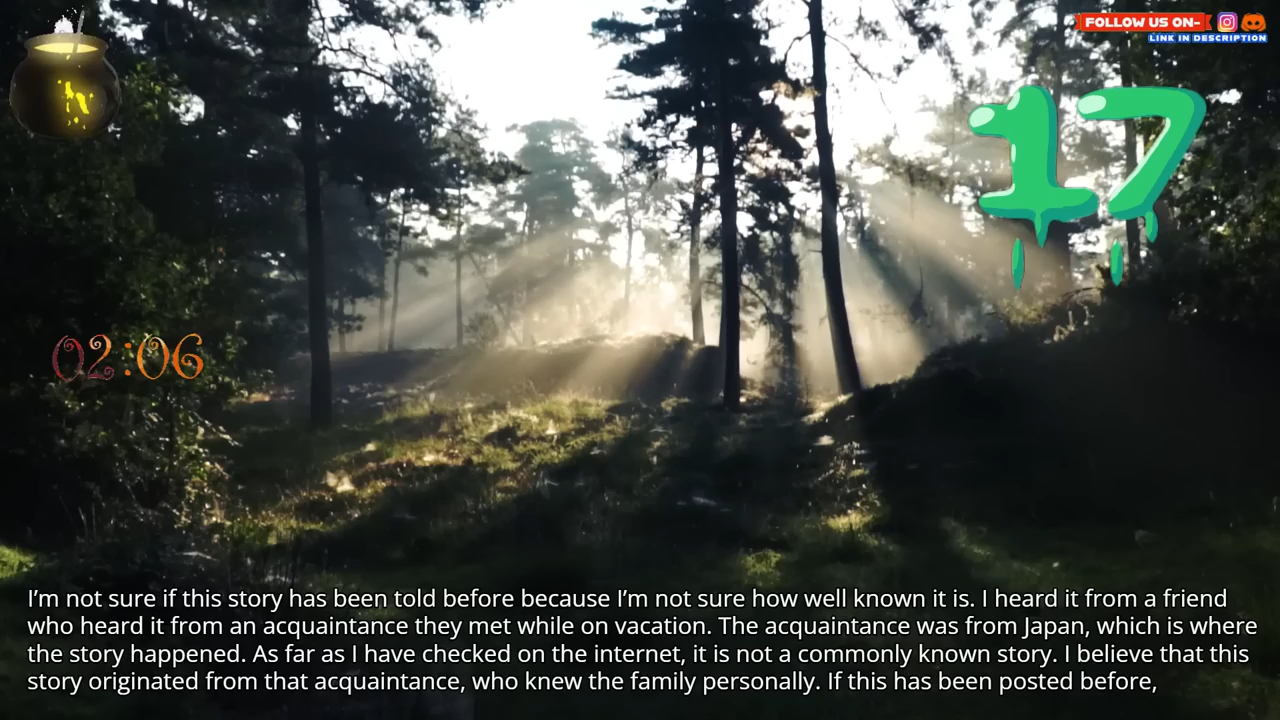 FOLLOW US ON-
LINK IN DESCRIPTION
17
02:06
I’m not sure if this story has been told before because I’m not sure how well known it is. I heard it from a friend
who heard it from an acquaintance they met while on vacation. The acquaintance was from Japan, which is where
the story happened. As far as I have checked on the internet, it is not a commonly known story. I believe that this
story originated from that acquaintance, who knew the family personally. If this has been posted before,